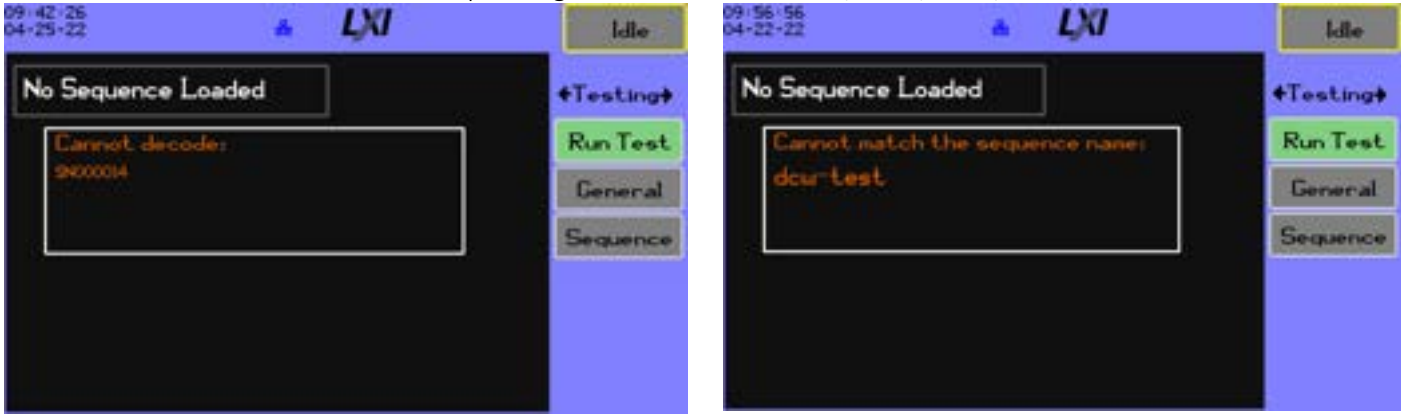 09:42:26
04-25-22
LXI
Idle
No Sequence Loaded
←Testing→
Cannot decode:
SN000014
Run Test
General
Sequence
09:56:56
04-22-22
LXI
Idle
No Sequence Loaded
←Testing→
Cannot match the sequence name:
dcw-test
Run Test
General
Sequence